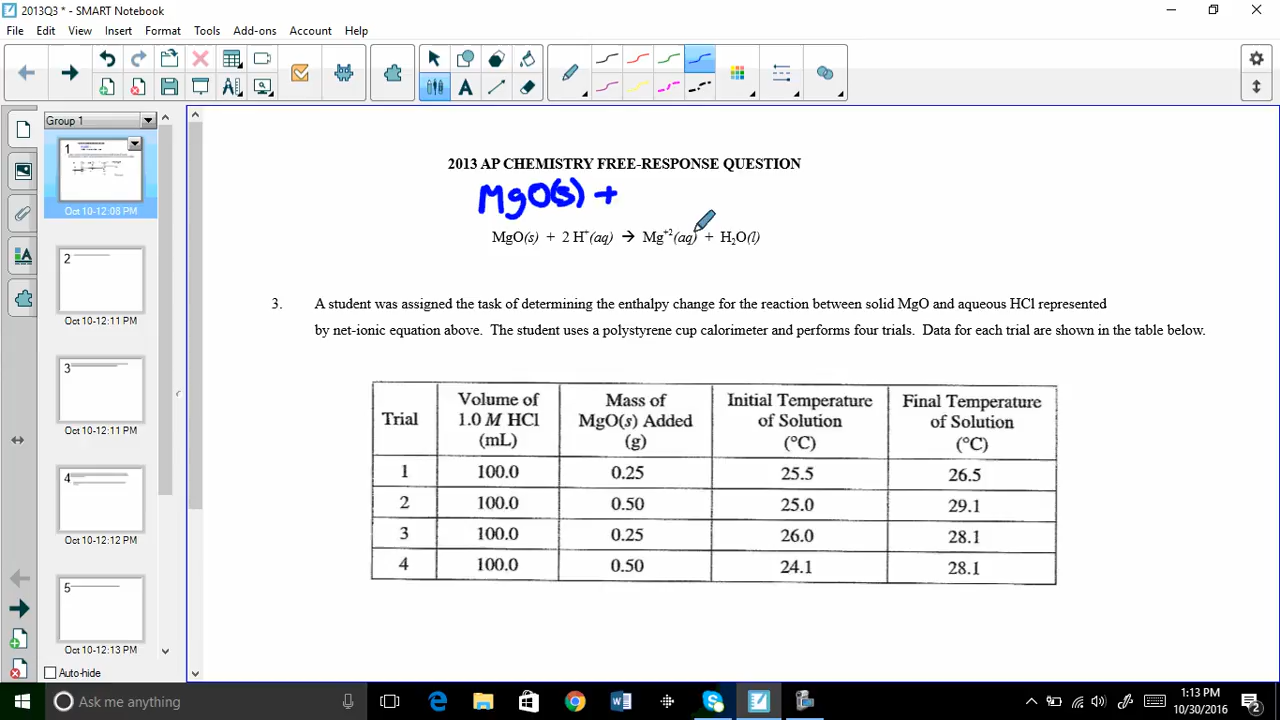 2013Q3 * - SMART Notebook
File Edit View Insert Format Tools Add-ons Account Help
Group 1
1
Oct 10-12:08 PM
2
Oct 10-12:11 PM
3
Oct 10-12:11 PM
4
Oct 10-12:12 PM
5
Oct 10-12:13 PM
Auto-hide
2013 AP CHEMISTRY FREE-RESPONSE QUESTION
MgO(s) +
MgO(s) + 2 H⁺(aq) → Mg⁺²(aq) + H₂O(l)
3. A student was assigned the task of determining the enthalpy change for the reaction between solid MgO and aqueous HCl represented
by net-ionic equation above. The student uses a polystyrene cup calorimeter and performs four trials. Data for each trial are shown in the table below.
Trial Volume of 1.0 M HCl (mL) Mass of MgO(s) Added (g) Initial Temperature of Solution (°C) Final Temperature of Solution (°C)
1 100.0 0.25 25.5 26.5
2 100.0 0.50 25.0 29.1
3 100.0 0.25 26.0 28.1
4 100.0 0.50 24.1 28.1
Ask me anything
1:13 PM
10/30/2016
2